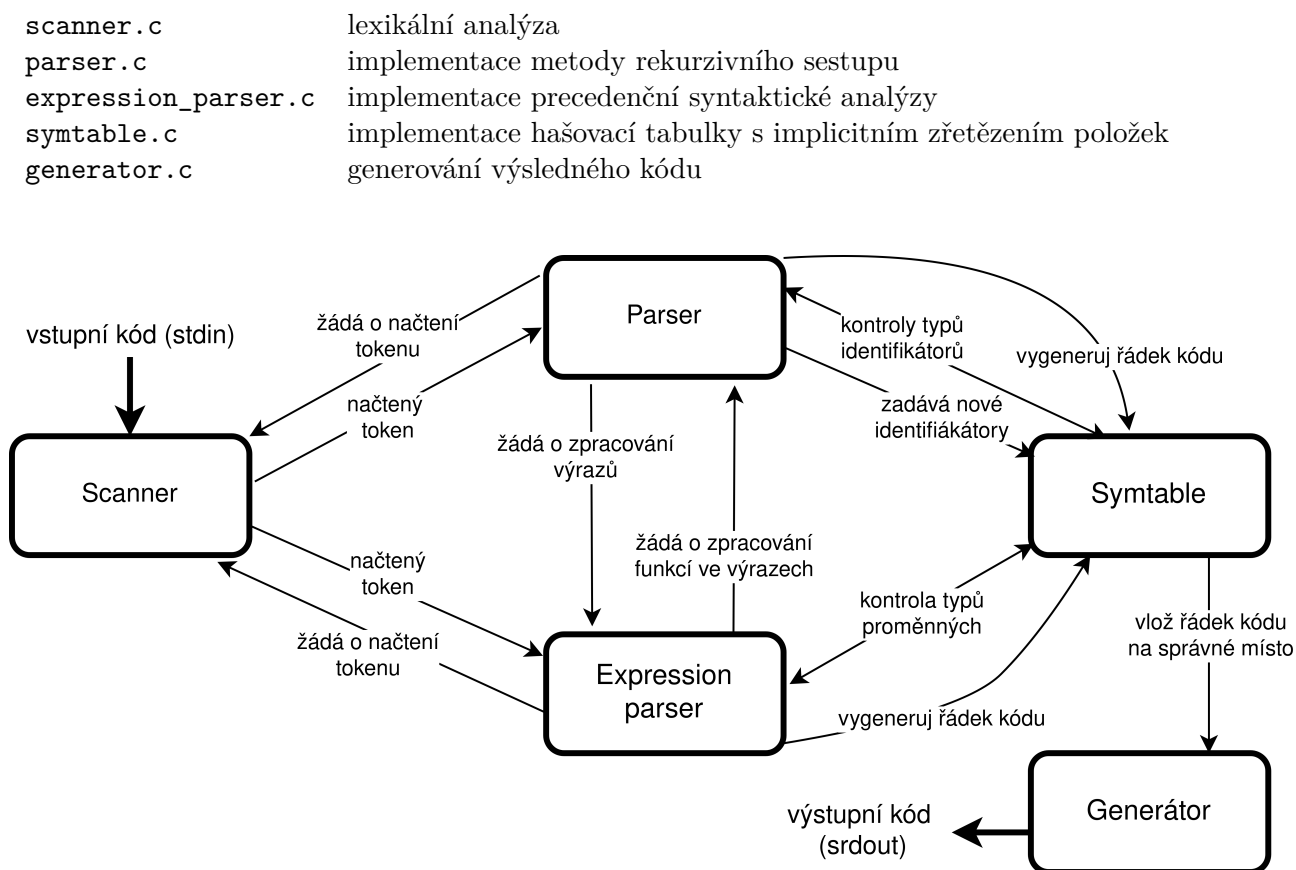 scanner.c lexikální analýza
parser.c implementace metody rekurzivního sestupu
expression_parser.c implementace precedenční syntaktické analýzy
symtable.c implementace hašovací tabulky s implicitním zřetězením položek
generator.c generování výsledného kódu
vstupní kód (stdin)
žádá o načtení
tokenu
Parser
kontroly typů
identifikátorů
vygeneruj řádek kódu
načtený
token
zadává nové
identifiákátory
žádá o zpracování
výrazů
Scanner
Symtable
žádá o zpracování
funkcí ve výrazech
načtený
token
kontrola typů
proměnných
vlož řádek kódu
na správné místo
žádá o načtení
tokenu
Expression
parser
vygeneruj řádek kódu
výstupní kód
(srdout)
Generátor